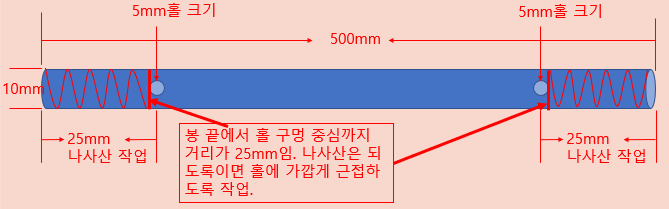 5mm홀 크기
5mm홀 크기
500mm
10mm
25mm
나사산 작업
봉 끝에서 홀 구멍 중심까지
거리가 25mm임. 나사산은 되
도록이면 홀에 가깝게 근접하
도록 작업.
25mm
나사산 작업